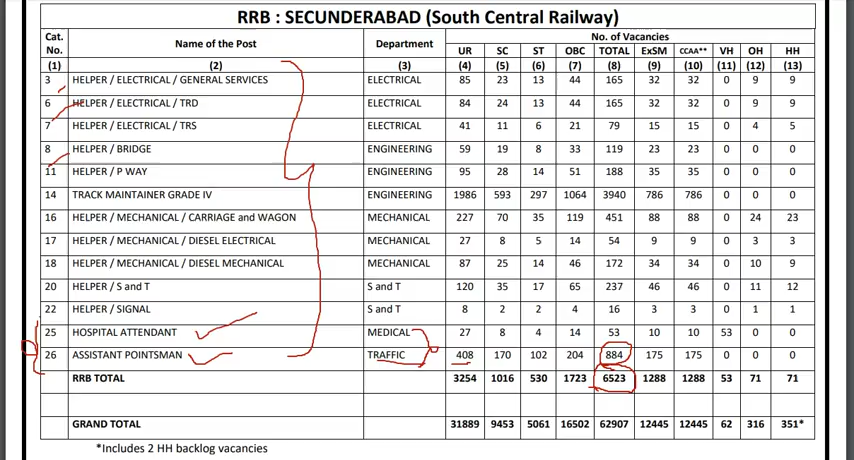 RRB : SECUNDERABAD (South Central Railway)
Cat. No. Name of the Post Department No. of Vacancies
UR SC ST OBC TOTAL ExSM CCAA** VH OH HH
(1) (2) (3) (4) (5) (6) (7) (8) (9) (10) (11) (12) (13)
3 HELPER / ELECTRICAL / GENERAL SERVICES ELECTRICAL 85 23 13 44 165 32 32 0 9 9
6 HELPER / ELECTRICAL / TRD ELECTRICAL 84 24 13 44 165 32 32 0 9 9
7 HELPER / ELECTRICAL / TRS ELECTRICAL 41 11 6 21 79 15 15 0 4 5
8 HELPER / BRIDGE ENGINEERING 59 19 8 33 119 23 23 0 0 0
11 HELPER / P WAY ENGINEERING 95 28 14 51 188 35 35 0 0 0
14 TRACK MAINTAINER GRADE IV ENGINEERING 1986 593 297 1064 3940 786 786 0 0 0
16 HELPER / MECHANICAL / CARRIAGE and WAGON MECHANICAL 227 70 35 119 451 88 88 0 24 23
17 HELPER / MECHANICAL / DIESEL ELECTRICAL MECHANICAL 27 8 5 14 54 9 9 0 3 3
18 HELPER / MECHANICAL / DIESEL MECHANICAL MECHANICAL 87 25 14 46 172 34 34 0 10 9
20 HELPER / S and T S and T 120 35 17 65 237 46 46 0 11 12
22 HELPER / SIGNAL S and T 8 2 2 4 16 3 3 0 1 1
25 HOSPITAL ATTENDANT MEDICAL 27 8 4 14 53 10 10 53 0 0
26 ASSISTANT POINTSMAN TRAFFIC 408 170 102 204 884 175 175 0 0 0
RRB TOTAL 3254 1016 530 1723 6523 1288 1288 53 71 71
GRAND TOTAL 31889 9453 5061 16502 62907 12445 12445 62 316 351*
*Includes 2 HH backlog vacancies